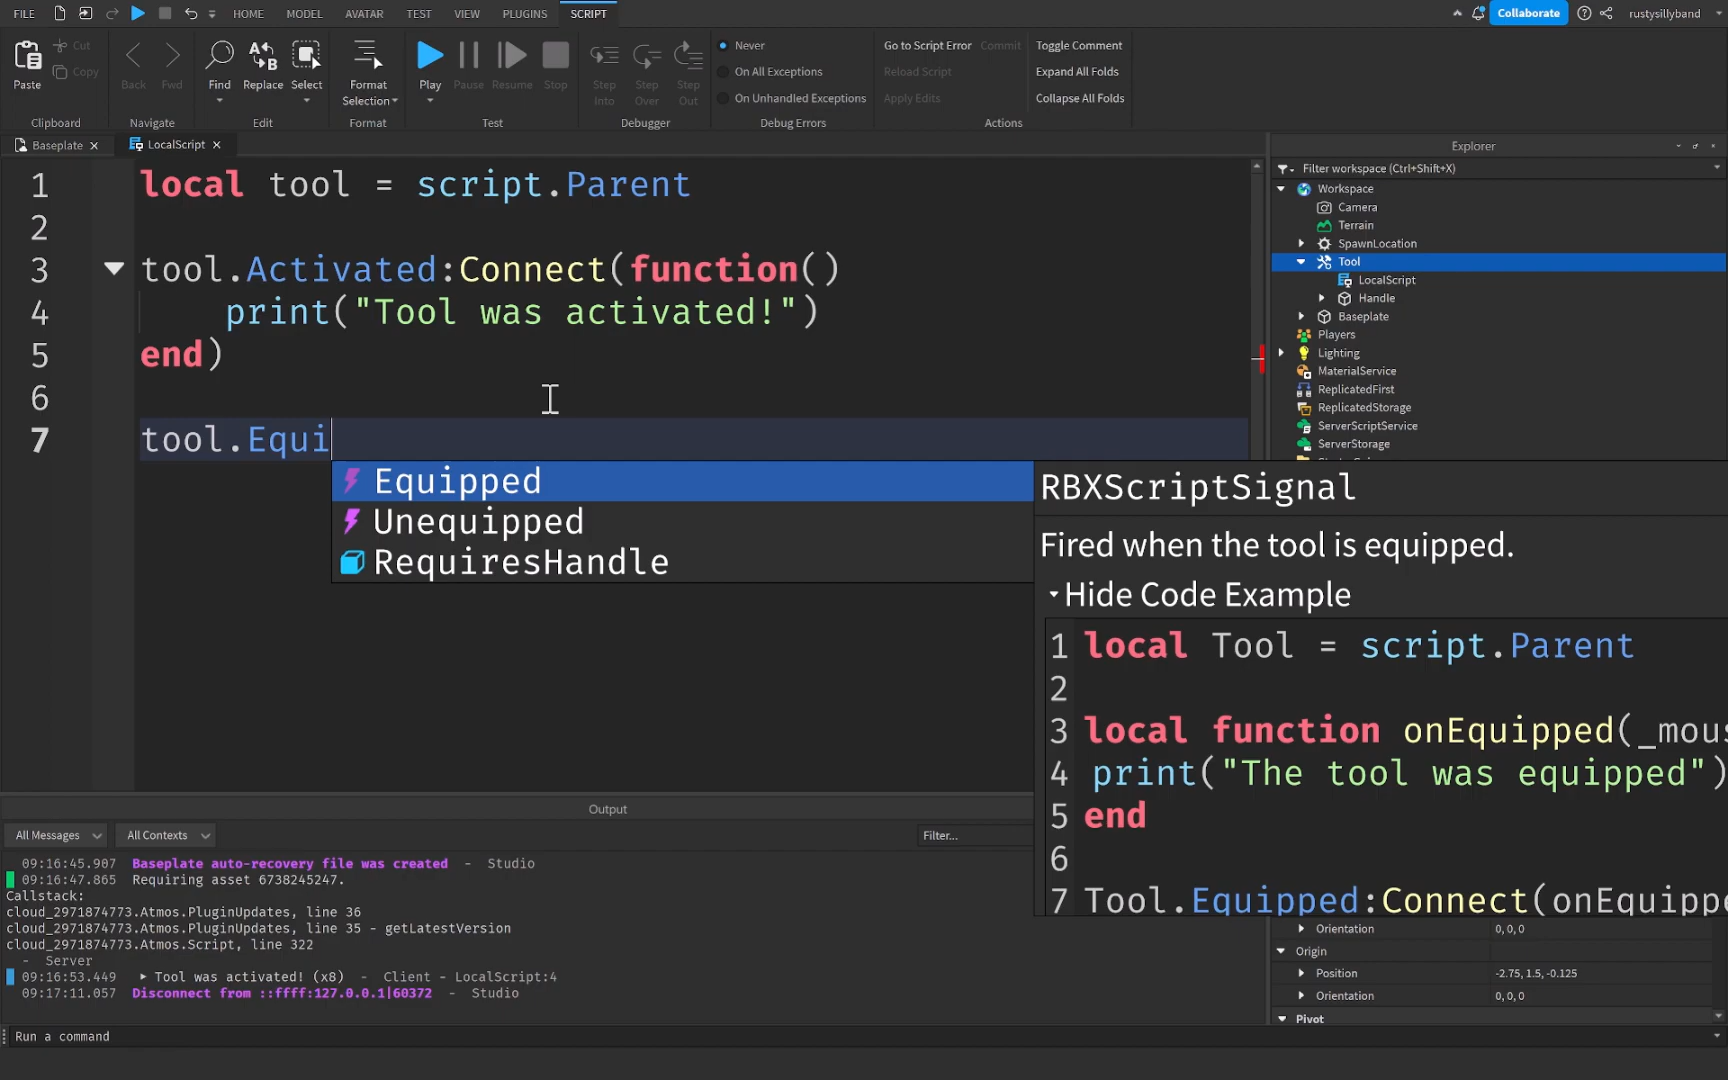 FILE HOME MODEL AVATAR TEST VIEW PLUGINS SCRIPT Collaborate rustysillyband
Paste Cut Copy Clipboard
Back Fwd Navigate
Find Replace Select Edit
Format Selection Format
Play Pause Resume Stop Test
Step Into Step Over Step Out Debugger
Never
On All Exceptions
On Unhandled Exceptions
Debug Errors
Go to Script Error Commit Toggle Comment
Reload Script Expand All Folds
Apply Edits Collapse All Folds
Actions
Baseplate LocalScript
1 local tool = script.Parent
2
3 tool.Activated:Connect(function()
4 print("Tool was activated!")
5 end)
6
7 tool.Equi
Equipped
Unequipped
RequiresHandle
RBXScriptSignal
Fired when the tool is equipped.
Hide Code Example
1 local Tool = script.Parent
2
3 local function onEquipped(_mous
4 print("The tool was equipped")
5 end
6
7 Tool.Equipped:Connect(onEquippe
Explorer
Filter workspace (Ctrl+Shift+X)
Workspace
Camera
Terrain
SpawnLocation
Tool
LocalScript
Handle
Baseplate
Players
Lighting
MaterialService
ReplicatedFirst
ReplicatedStorage
ServerScriptService
ServerStorage
Orientation 0, 0, 0
Origin
Position -2.75, 1.5, -0.125
Orientation 0, 0, 0
Pivot
Output
All Messages All Contexts Filter...
09:16:45.907 Baseplate auto-recovery file was created - Studio
09:16:47.865 Requiring asset 6738245247.
Callstack:
cloud_2971874773.Atmos.PluginUpdates, line 36
cloud_2971874773.Atmos.PluginUpdates, line 35 - getLatestVersion
cloud_2971874773.Atmos.Script, line 322
- Server
09:16:53.449 Tool was activated! (x8) - Client - LocalScript:4
09:17:11.057 Disconnect from ::ffff:127.0.0.1|60372 - Studio
Run a command